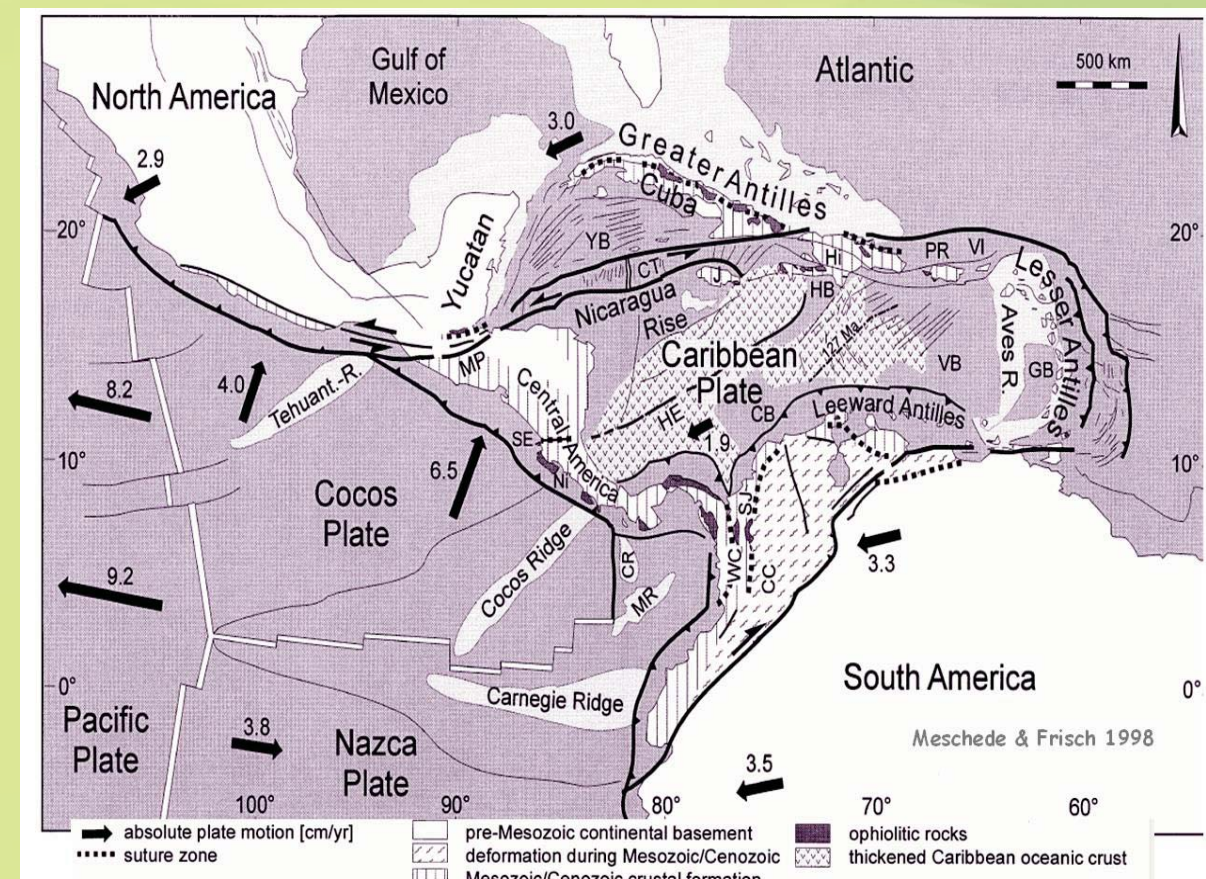 Gulf of
Mexico
Atlantic
500 km
North America
3.0
2.9
Greater Antilles
Cuba
20°
20°
YB
Yucatan
CT
J
Hi
HB
PR
VI
Lesser Antilles
Nicaragua
Rise
Aves R.
127 Ma
Caribbean
Plate
VB
GB
MP
8.2
4.0
Tehuant.-R.
Central America
HE
CB
1.9
Leeward Antilles
SE
10°
10°
6.5
Ni
Cocos
Plate
SJ
9.2
Cocos Ridge
CR
MR
WC
CC
3.3
0°
0°
Carnegie Ridge
South America
Pacific
Plate
3.8
Nazca
Plate
Meschede & Frisch 1998
3.5
100°
90°
80°
70°
60°
absolute plate motion [cm/yr]
suture zone
pre-Mesozoic continental basement
deformation during Mesozoic/Cenozoic
Mesozoic/Cenozoic crustal formation
ophiolitic rocks
thickened Caribbean oceanic crust